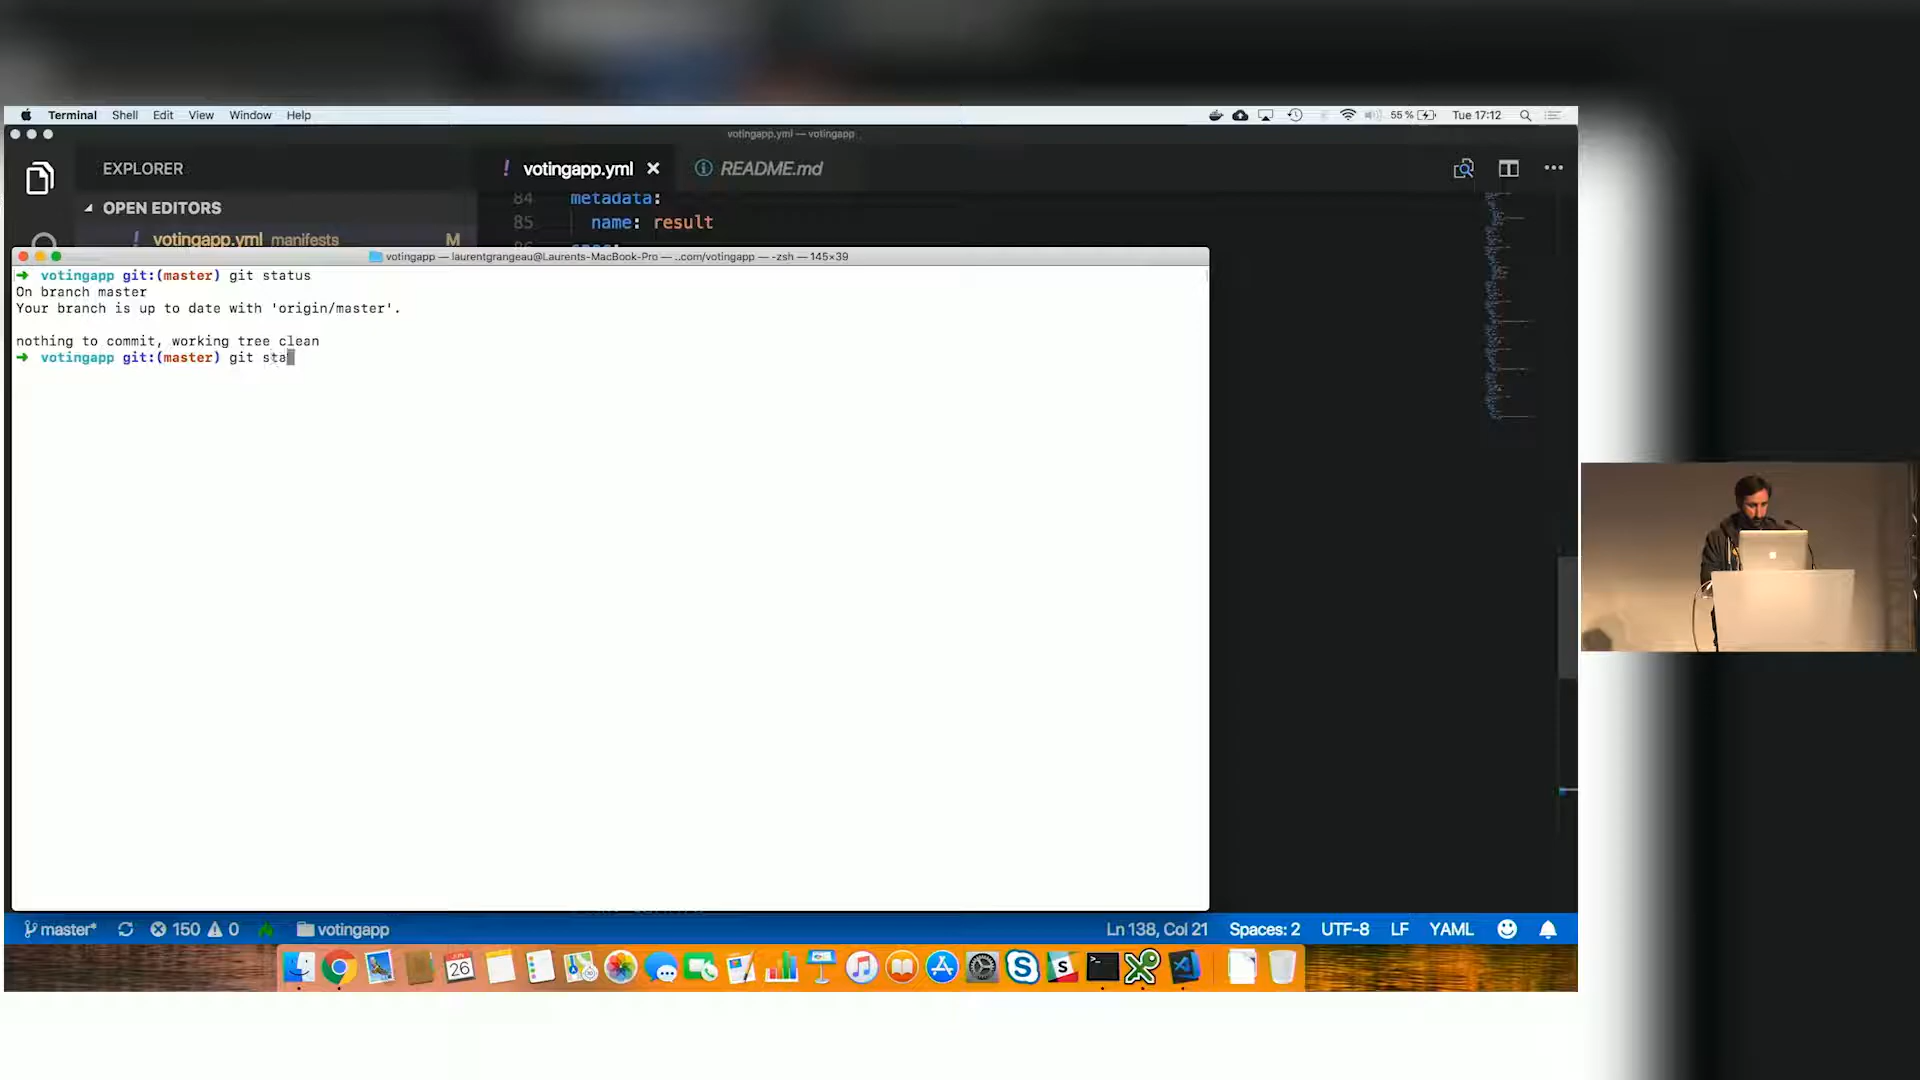 Terminal Shell Edit View Window Help 55% Tue 17:12
votingapp.yml — votingapp
EXPLORER
! votingapp.yml README.md
OPEN EDITORS
84 metadata:
85 name: result
! votingapp.yml manifests M
votingapp — laurentgrangeau@Laurents-MacBook-Pro — ..com/votingapp — -zsh — 145×39
➜ votingapp git:(master) git status
On branch master
Your branch is up to date with 'origin/master'.
nothing to commit, working tree clean
➜ votingapp git:(master) git sta
master* 150 0 votingapp Ln 138, Col 21 Spaces: 2 UTF-8 LF YAML
26